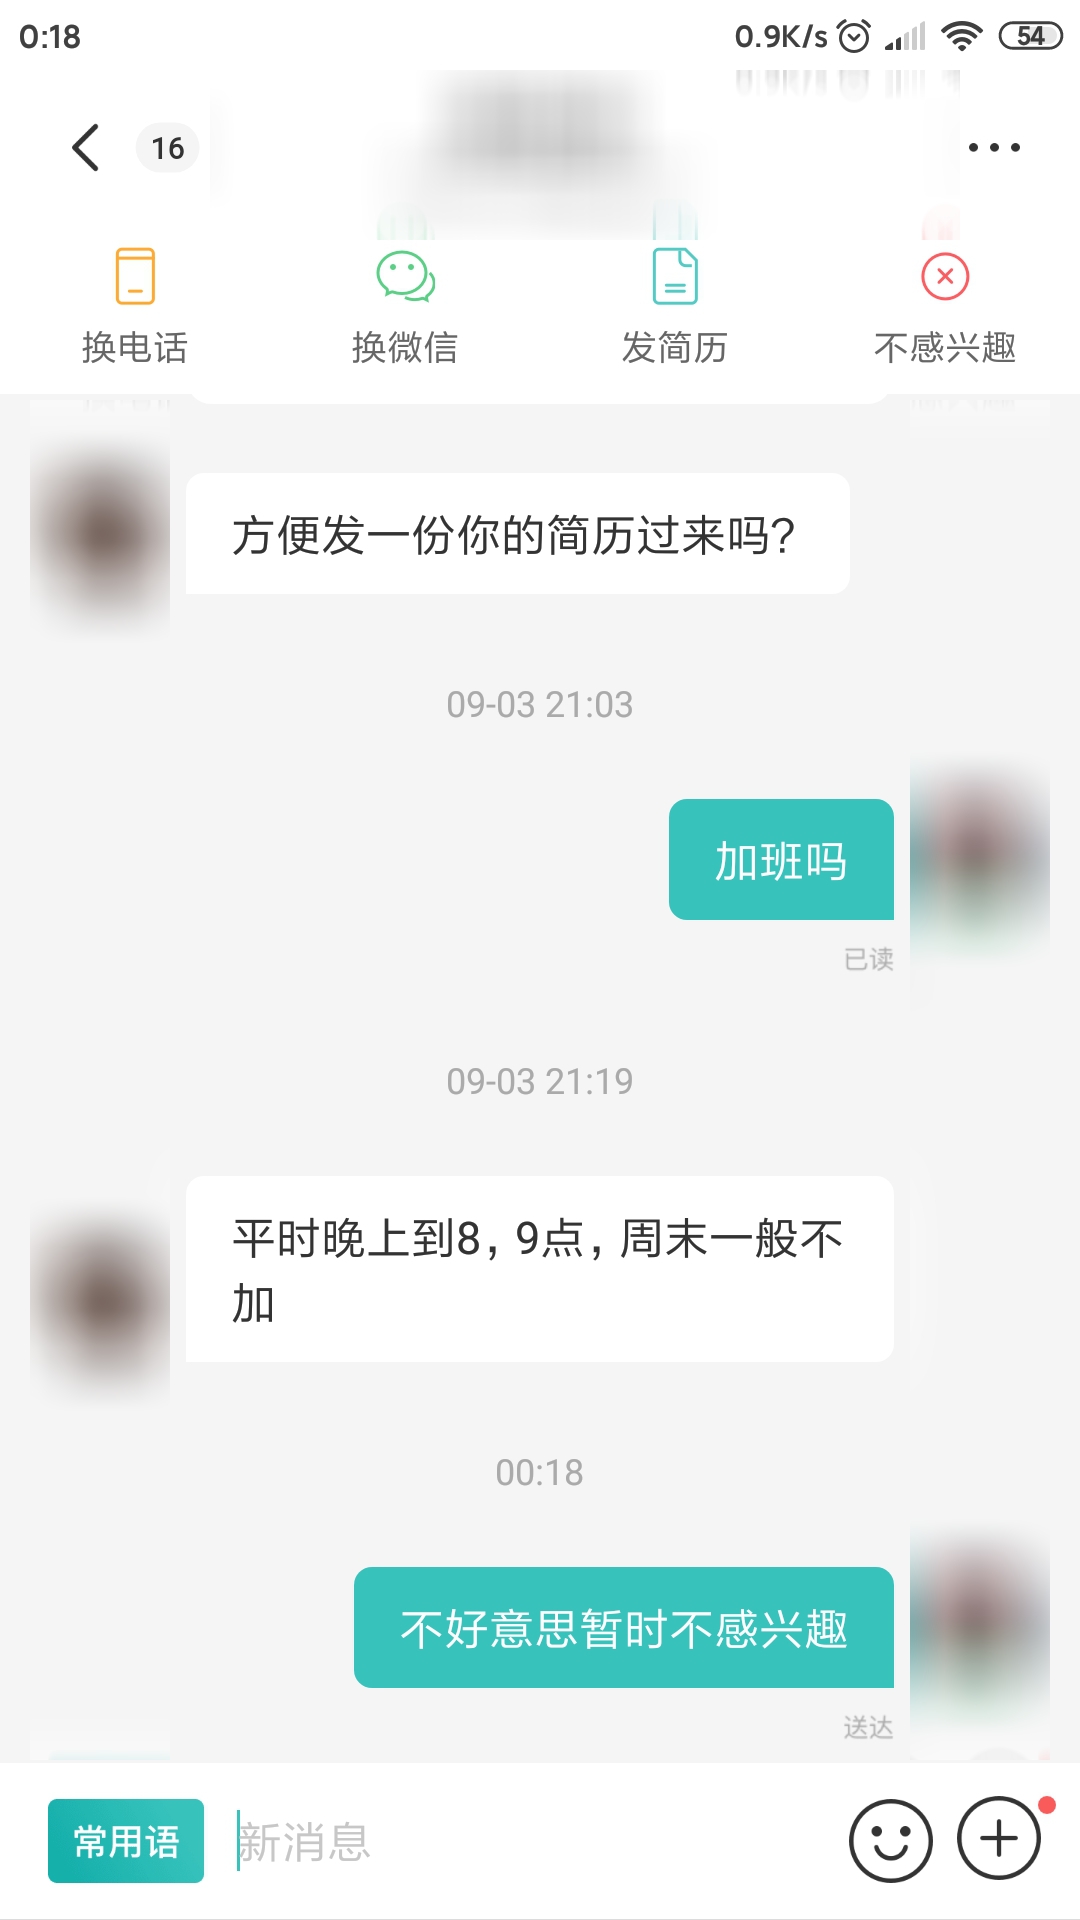 0:18
0.9K/s
54
16
换电话
换微信
发简历
不感兴趣
方便发一份你的简历过来吗?
09-03 21:03
加班吗
已读
09-03 21:19
平时晚上到8，9点，周末一般不
加
00:18
不好意思暂时不感兴趣
送达
常用语
新消息